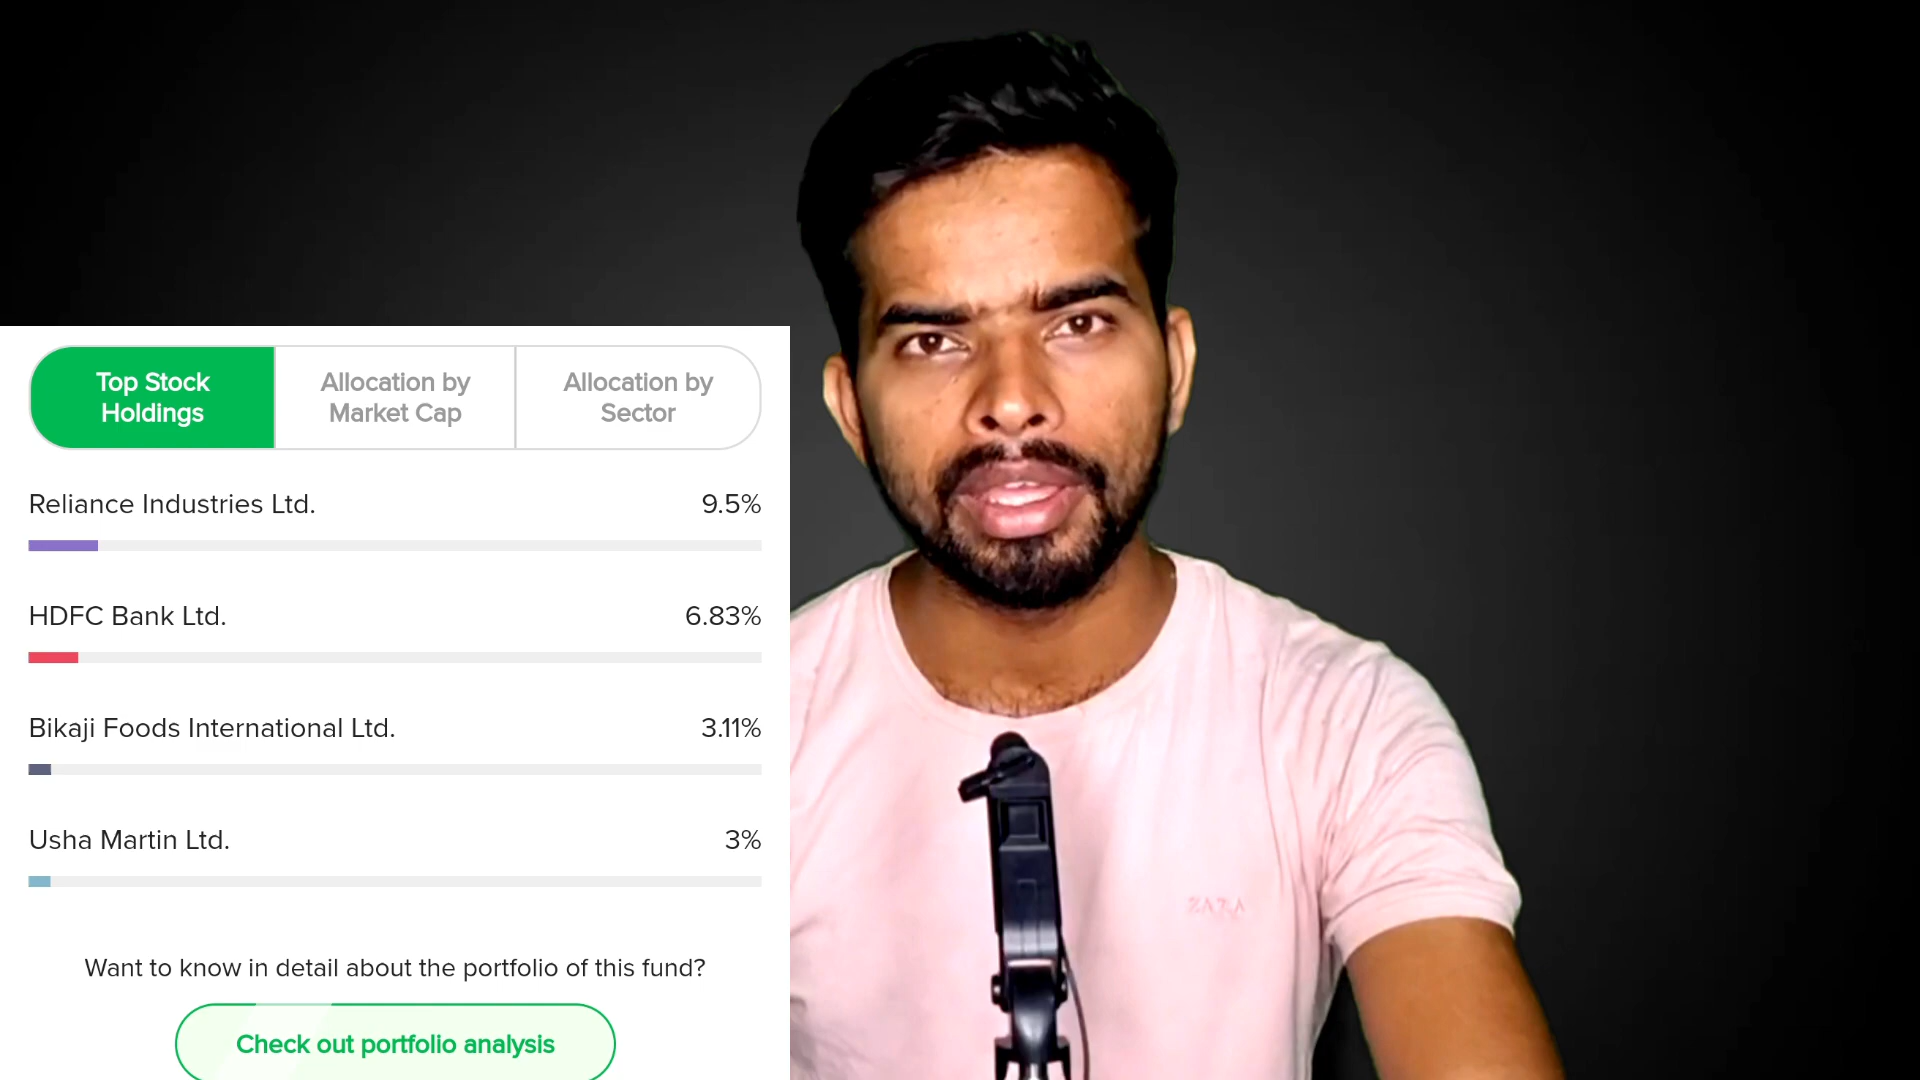 Top Stock
Holdings
Allocation by
Market Cap
Allocation by
Sector
Reliance Industries Ltd.
9.5%
HDFC Bank Ltd.
6.83%
Bikaji Foods International Ltd.
3.11%
Usha Martin Ltd.
3%
Want to know in detail about the portfolio of this fund?
Check out portfolio analysis
ZARA